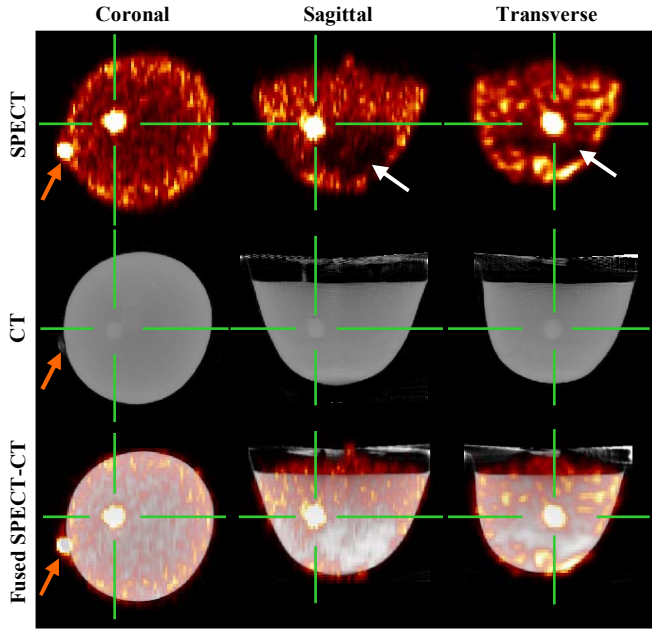 Coronal
Sagittal
Transverse
SPECT
CT
Fused SPECT-CT